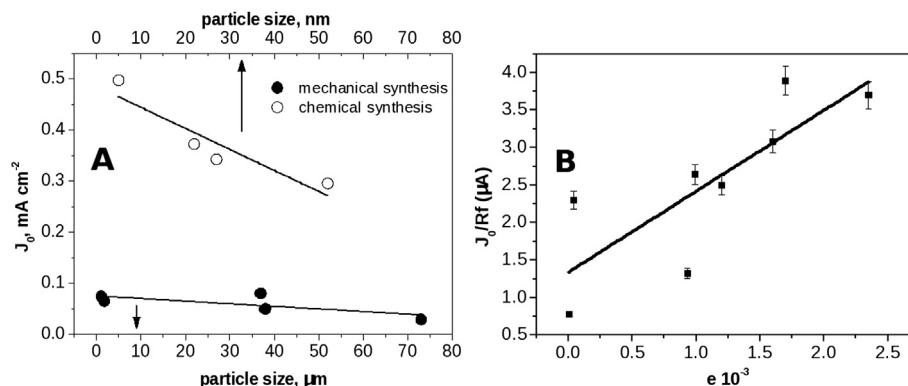 particle size, nm
0 10 20 30 40 50 60 70 80
0.5
0.4
0.3
0.2
0.1
0.0
J₀, mA cm⁻²
mechanical synthesis
chemical synthesis
A
0 10 20 30 40 50 60 70 80
particle size, μm
4.0
3.5
3.0
2.5
2.0
1.5
1.0
0.5
J₀/Rf (μA)
B
0.0 0.5 1.0 1.5 2.0 2.5
e 10⁻³